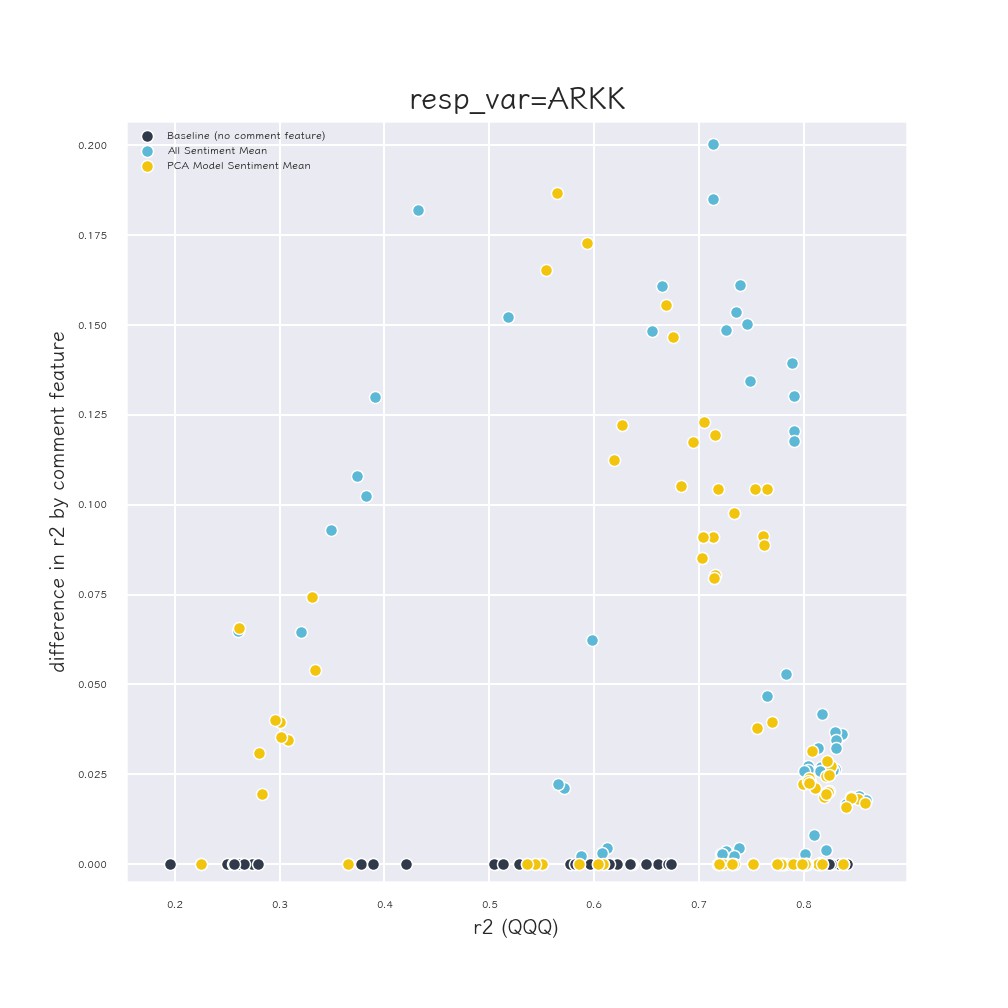 resp_var=ARKK
Baseline (no comment feature)
All Sentiment Mean
PCA Model Sentiment Mean
difference in r2 by comment feature
0.200
0.175
0.150
0.125
0.100
0.075
0.050
0.025
0.000
0.2 0.3 0.4 0.5 0.6 0.7 0.8
r2 (QQQ)